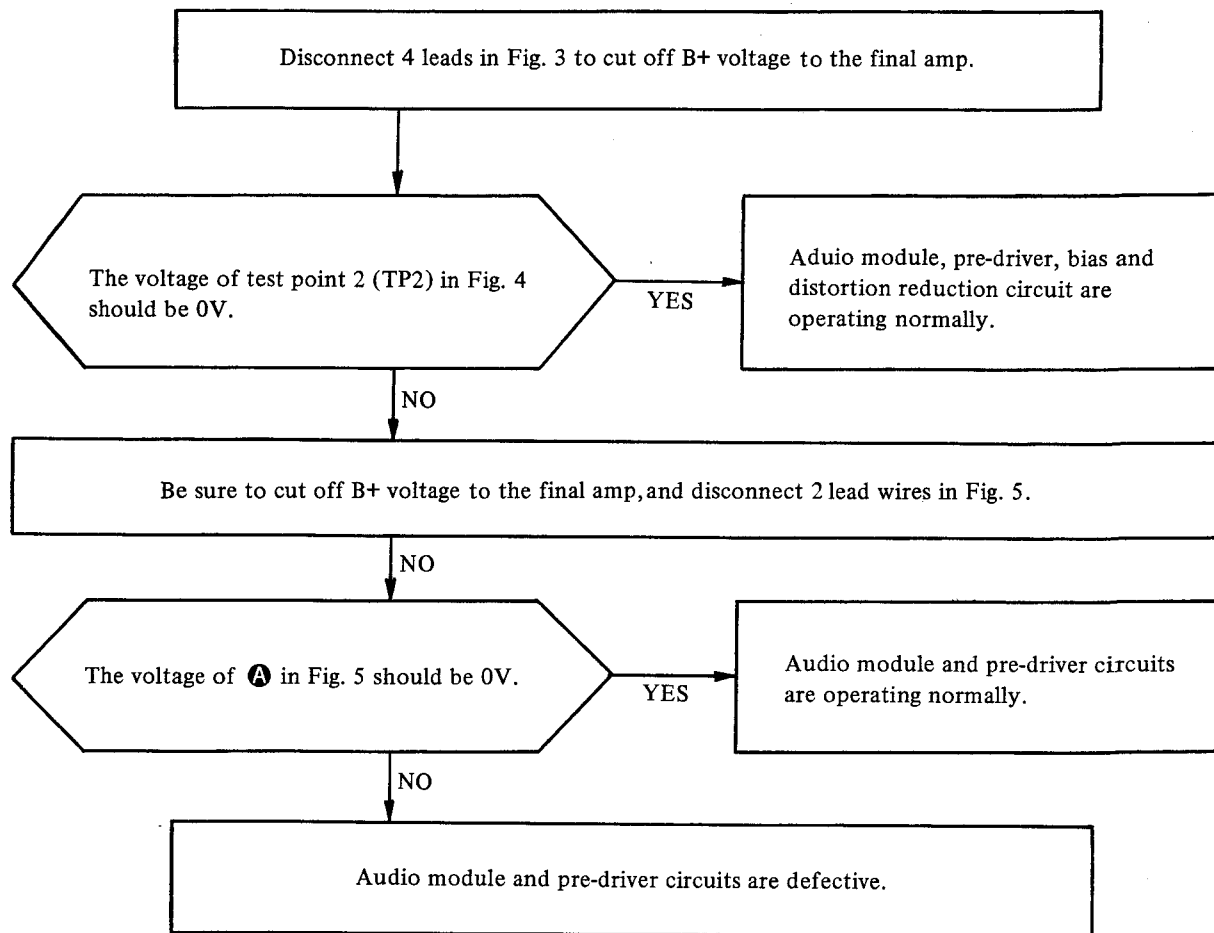 Disconnect 4 leads in Fig. 3 to cut off B+ voltage to the final amp.
The voltage of test point 2 (TP2) in Fig. 4
should be 0V.
YES
Aduio module, pre-driver, bias and
distortion reduction circuit are
operating normally.
NO
Be sure to cut off B+ voltage to the final amp, and disconnect 2 lead wires in Fig. 5.
NO
The voltage of A in Fig. 5 should be 0V.
YES
Audio module and pre-driver circuits
are operating normally.
NO
Audio module and pre-driver circuits are defective.